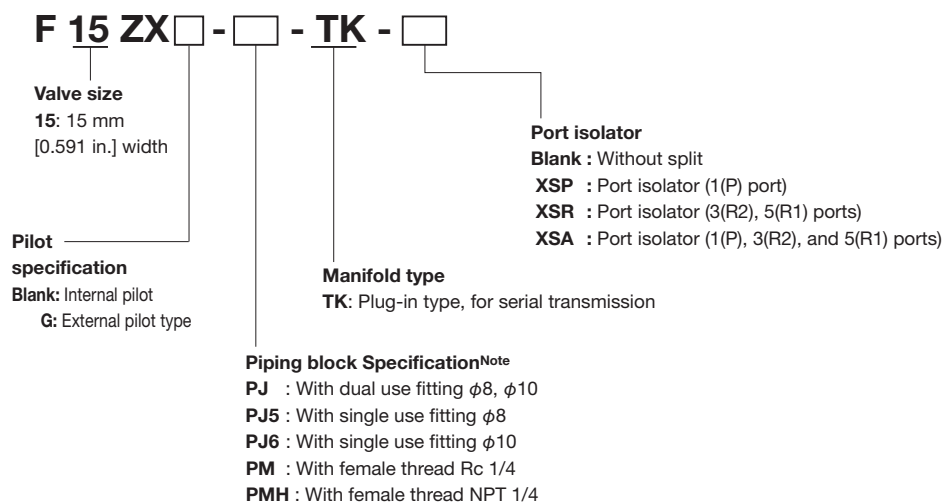 F 15 ZX□ - □ - TK - □
Valve size
15: 15 mm
[0.591 in.] width
Port isolator
Blank : Without split
XSP : Port isolator (1(P) port)
XSR : Port isolator (3(R2), 5(R1) ports)
XSA : Port isolator (1(P), 3(R2), and 5(R1) ports)
Pilot
specification
Blank: Internal pilot
G: External pilot type
Manifold type
TK: Plug-in type, for serial transmission
Piping block Specification Note
PJ : With dual use fitting φ8, φ10
PJ5 : With single use fitting φ8
PJ6 : With single use fitting φ10
PM : With female thread Rc 1/4
PMH : With female thread NPT 1/4